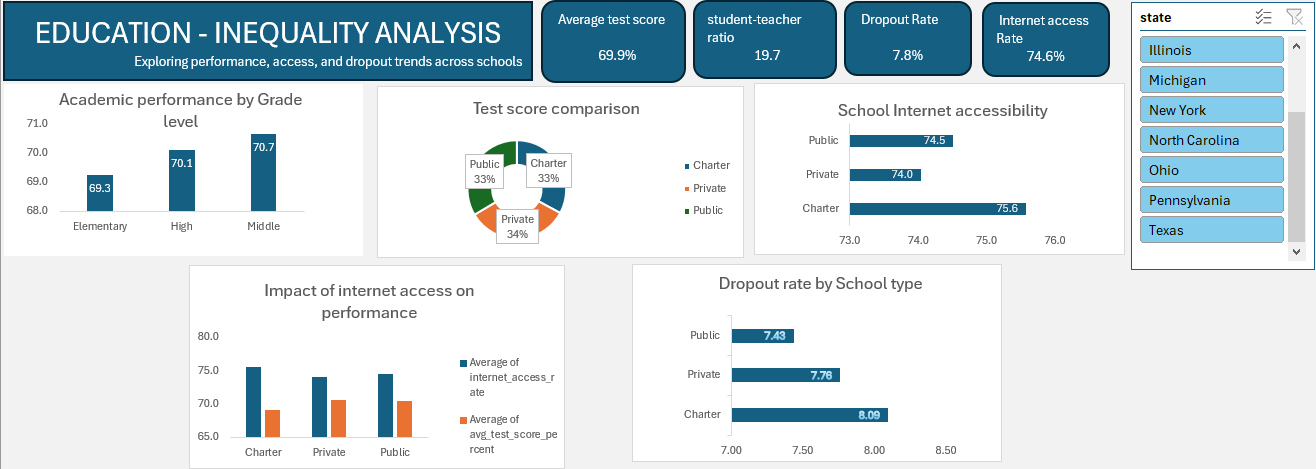 EDUCATION - INEQUALITY ANALYSIS
Exploring performance, access, and dropout trends across schools
Average test score
69.9%
student-teacher
ratio
19.7
Dropout Rate
7.8%
Internet access
Rate
74.6%
state
Illinois
Michigan
New York
North Carolina
Ohio
Pennsylvania
Texas
Academic performance by Grade
level
71.0
70.0
69.0
68.0
69.3
70.1
70.7
Elementary
High
Middle
Test score comparison
Public
33%
Charter
33%
Private
34%
Charter
Private
Public
School Internet accessibility
Public
74.5
Private
74.0
Charter
75.6
73.0
74.0
75.0
76.0
Impact of internet access on
performance
80.0
75.0
70.0
65.0
Charter
Private
Public
Average of
internet_access_r
ate
Average of
avg_test_score_pe
rcent
Dropout rate by School type
Public
7.43
Private
7.76
Charter
8.09
7.00
7.50
8.00
8.50